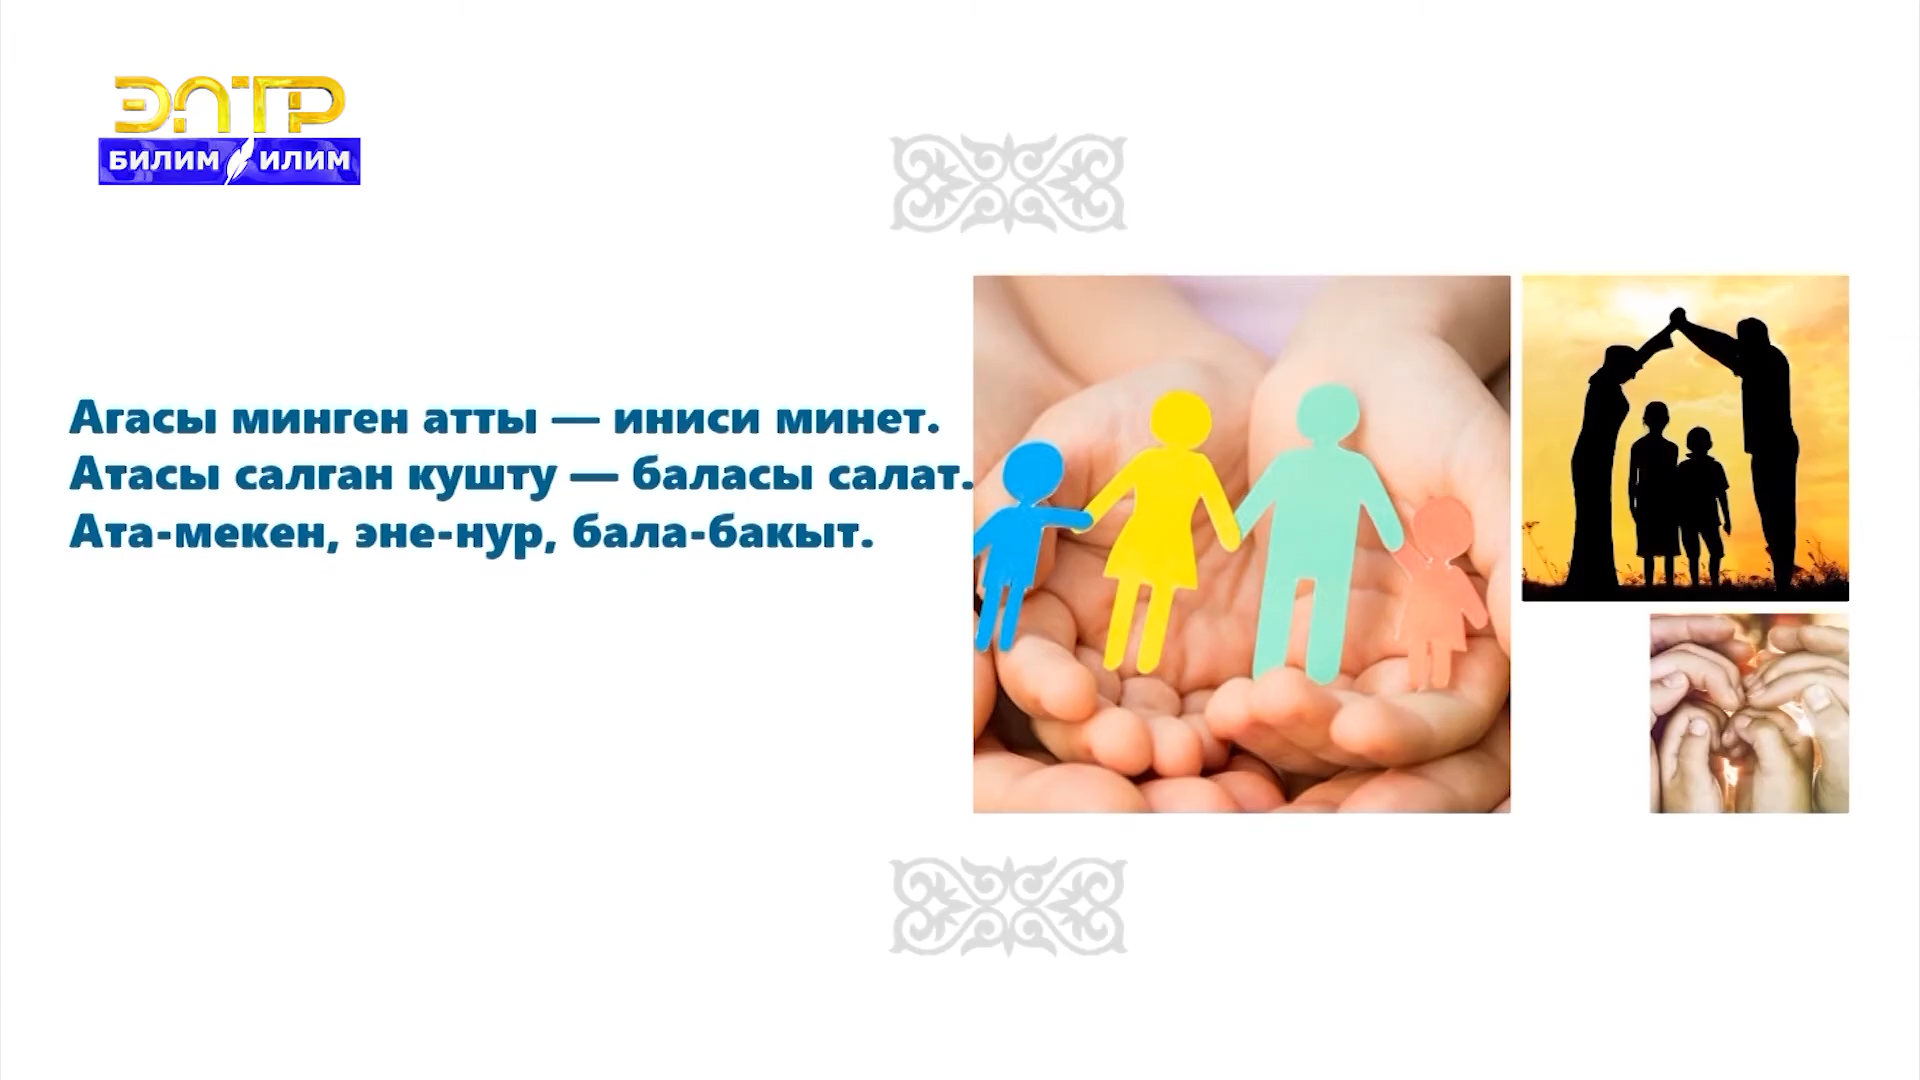 ЭЛТР
БИЛИМ ИЛИМ
Агасы минген атты — иниси минет.
Атасы салган кушту — баласы салат.
Ата-мекен, эне-нур, бала-бакыт.